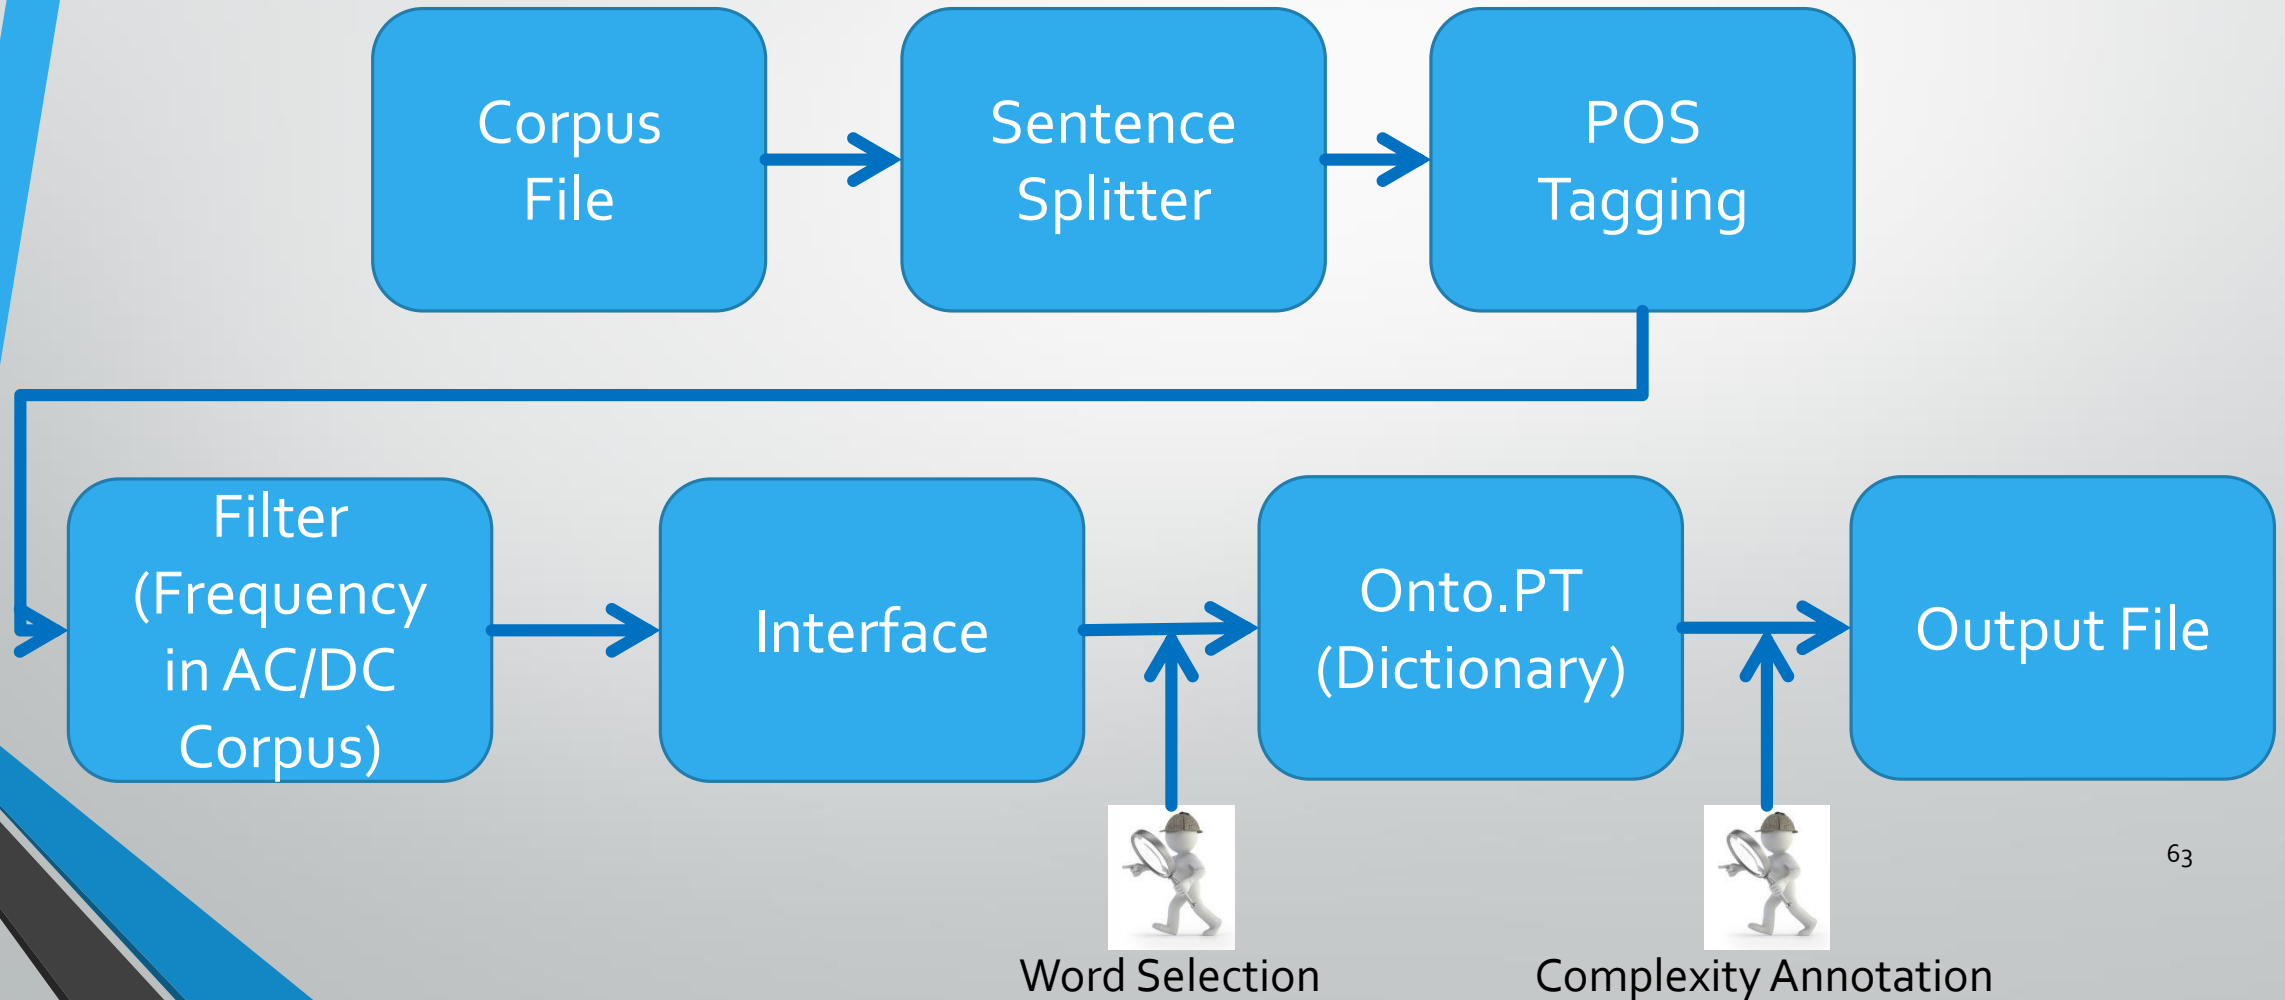 Corpus
File
Sentence
Splitter
POS
Tagging
Filter
(Frequency
in AC/DC
Corpus)
Interface
Onto.PT
(Dictionary)
Output File
63
Word Selection
Complexity Annotation